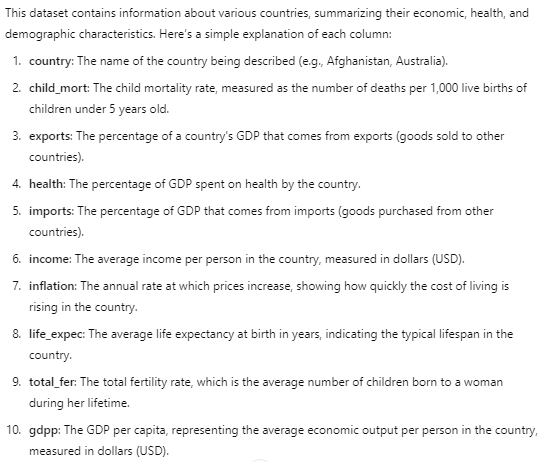 This dataset contains information about various countries, summarizing their economic, health, and
demographic characteristics. Here's a simple explanation of each column:
1. country: The name of the country being described (e.g., Afghanistan, Australia).
2. child_mort: The child mortality rate, measured as the number of deaths per 1,000 live births of
children under 5 years old.
3. exports: The percentage of a country's GDP that comes from exports (goods sold to other
countries).
4. health: The percentage of GDP spent on health by the country.
5. imports: The percentage of GDP that comes from imports (goods purchased from other
countries).
6. income: The average income per person in the country, measured in dollars (USD).
7. inflation: The annual rate at which prices increase, showing how quickly the cost of living is
rising in the country.
8. life_expec: The average life expectancy at birth in years, indicating the typical lifespan in the
country.
9. total_fer: The total fertility rate, which is the average number of children born to a woman
during her lifetime.
10. gdpp: The GDP per capita, representing the average economic output per person in the country,
measured in dollars (USD).